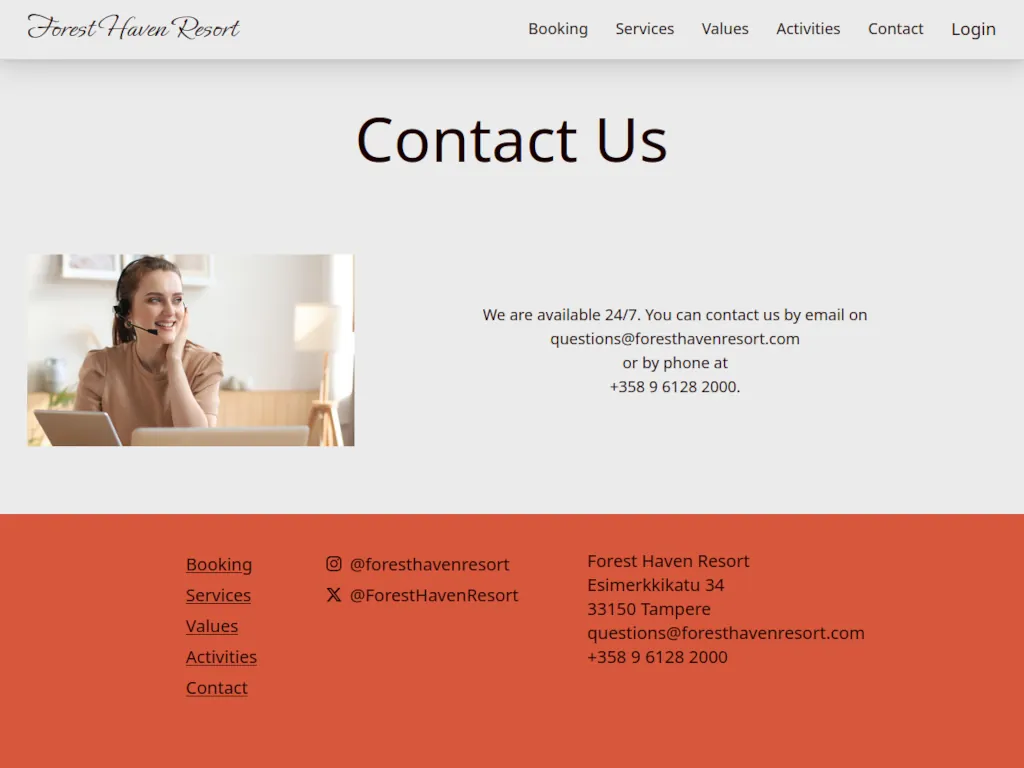 Forest Haven Resort
Booking Services Values Activities Contact Login
Contact Us
We are available 24/7. You can contact us by email on
questions@foresthavenresort.com
or by phone at
+358 9 6128 2000.
Booking
Services
Values
Activities
Contact
@foresthavenresort
@ForestHavenResort
Forest Haven Resort
Esimerkkikatu 34
33150 Tampere
questions@foresthavenresort.com
+358 9 6128 2000